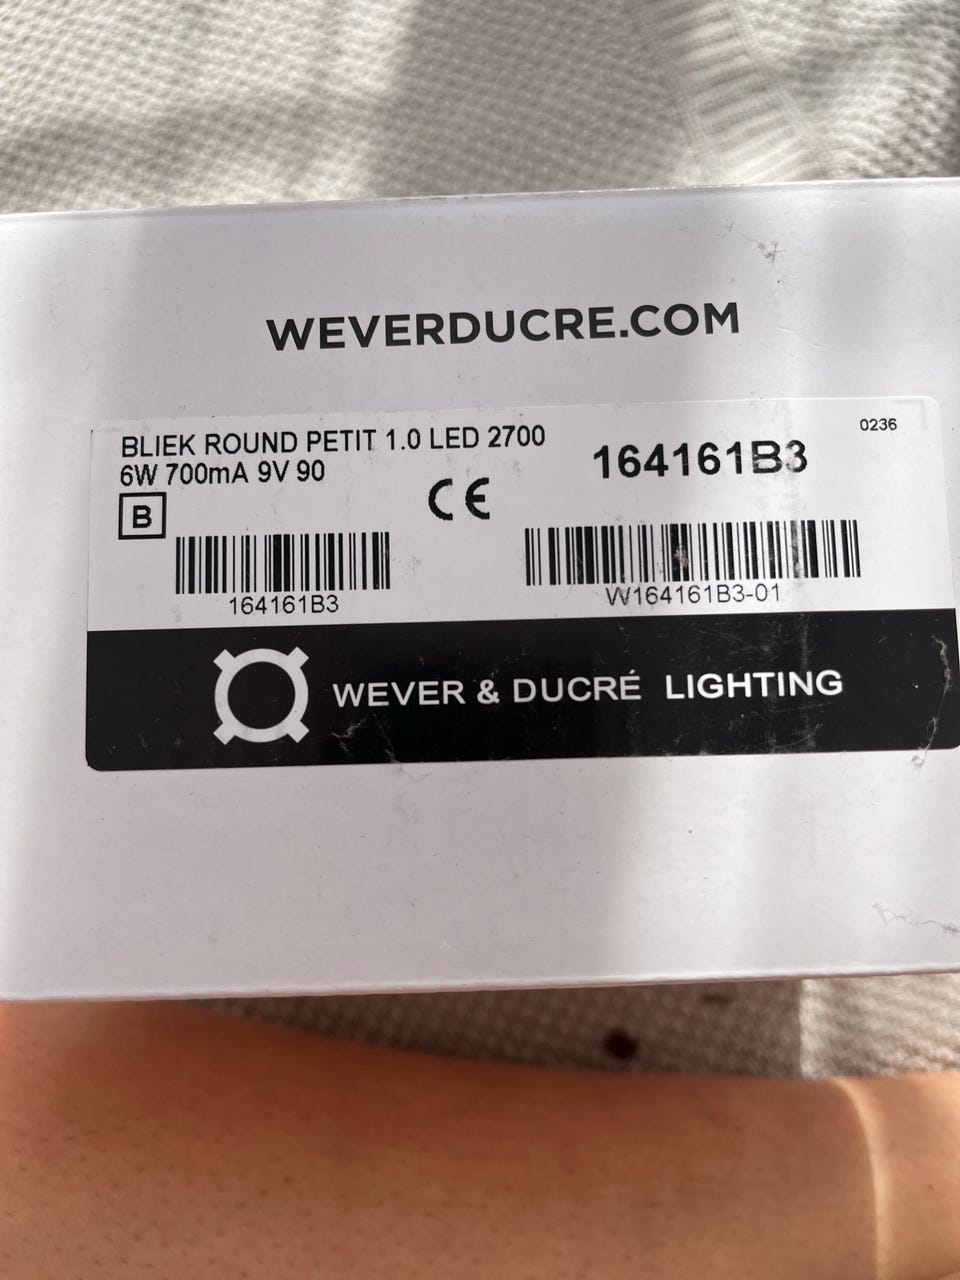 WEVERDUCRE.COM
BLIEK ROUND PETIT 1.0 LED 2700
6W 700mA 9V 90
B
CE
164161B3
0236
164161B3
W164161B3-01
WEVER & DUCRÉ LIGHTING